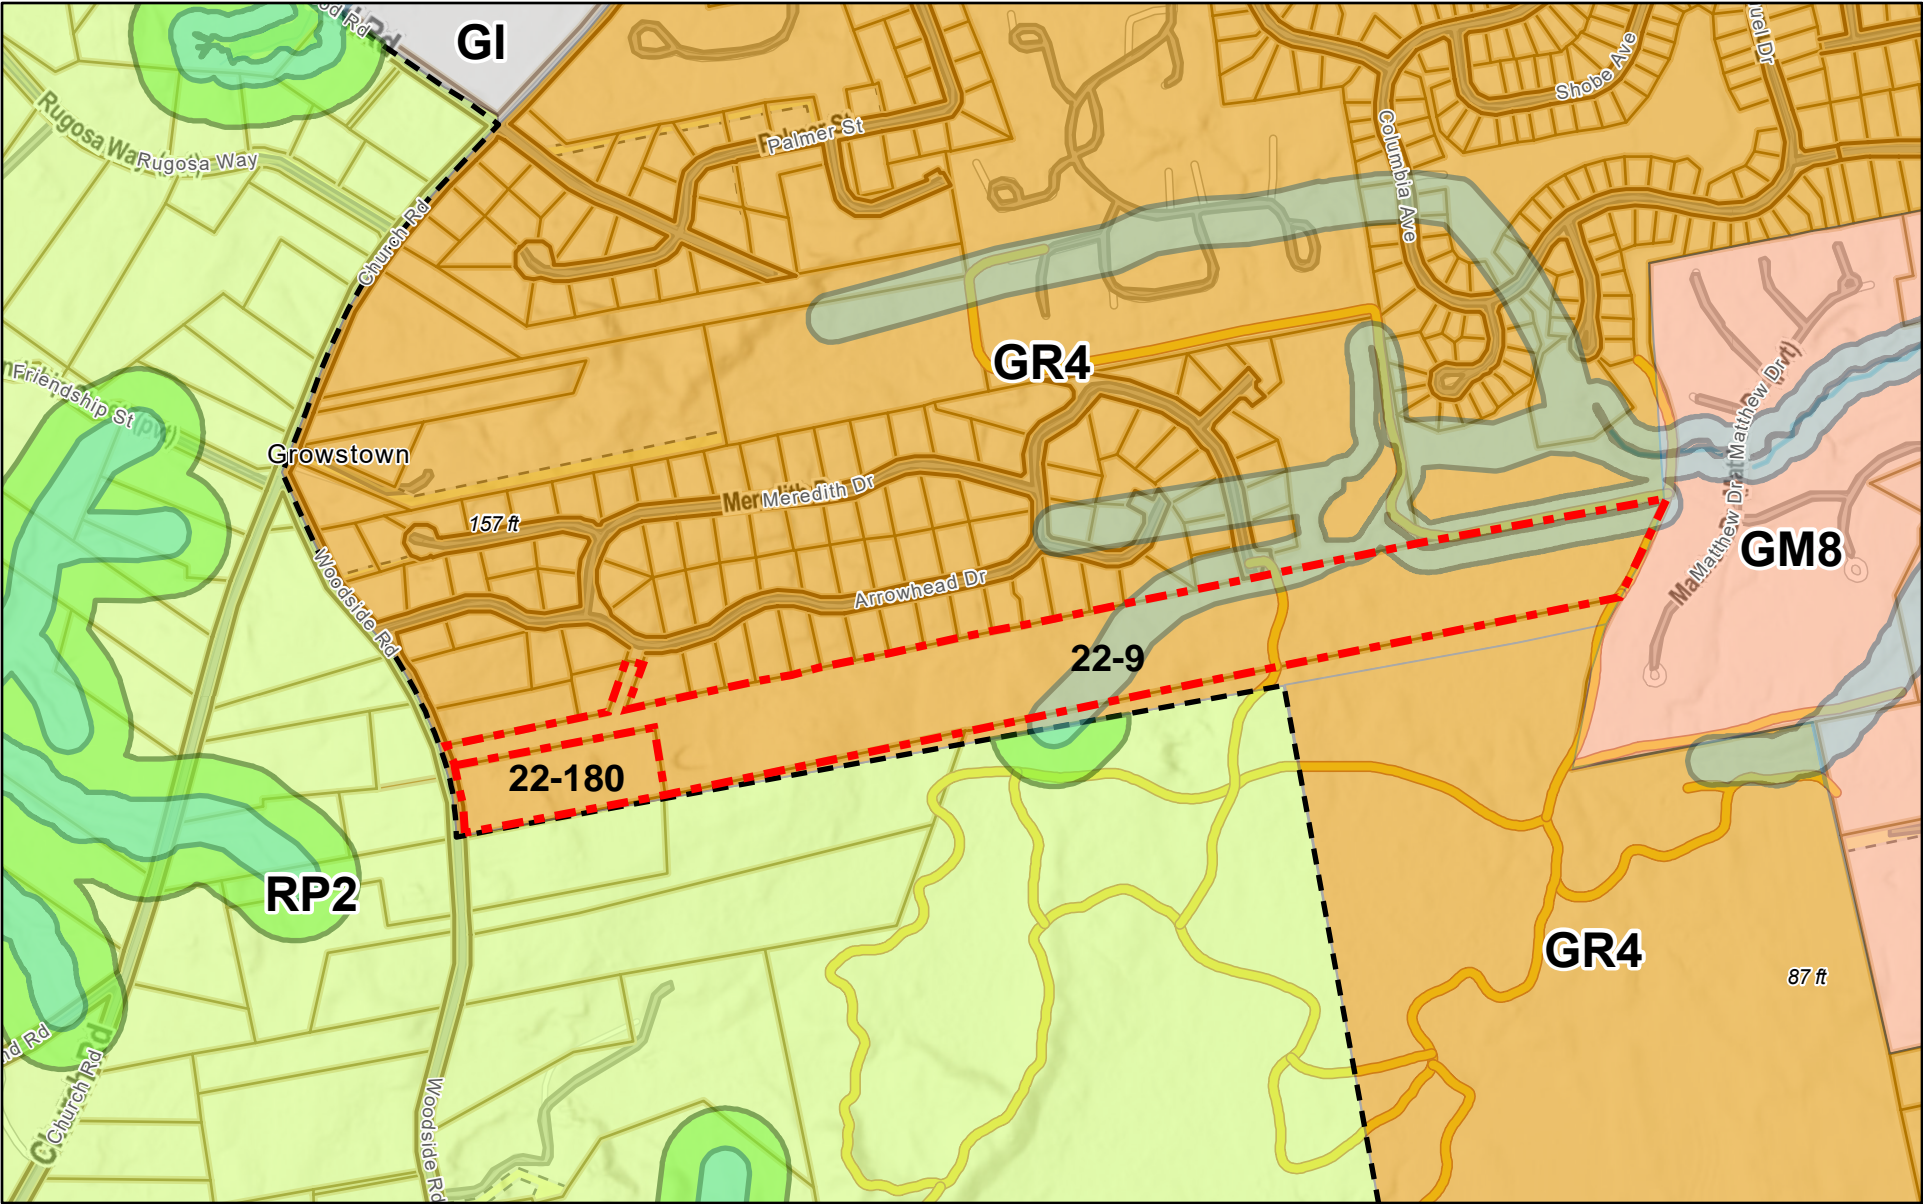 GI
Rd
Rugosa Way
Rugosa Way
Palmer St
Shobe Ave
Columbia Ave
Church Rd
GR4
Friendship St
(pvt)
Growstown
Meredith Dr
157 ft
Matthew Dr
Matthew Dr
GM8
Woodside Rd
Arrowhead Dr
22-9
22-180
RP2
GR4
87 ft
Church Rd
Woodside Rd